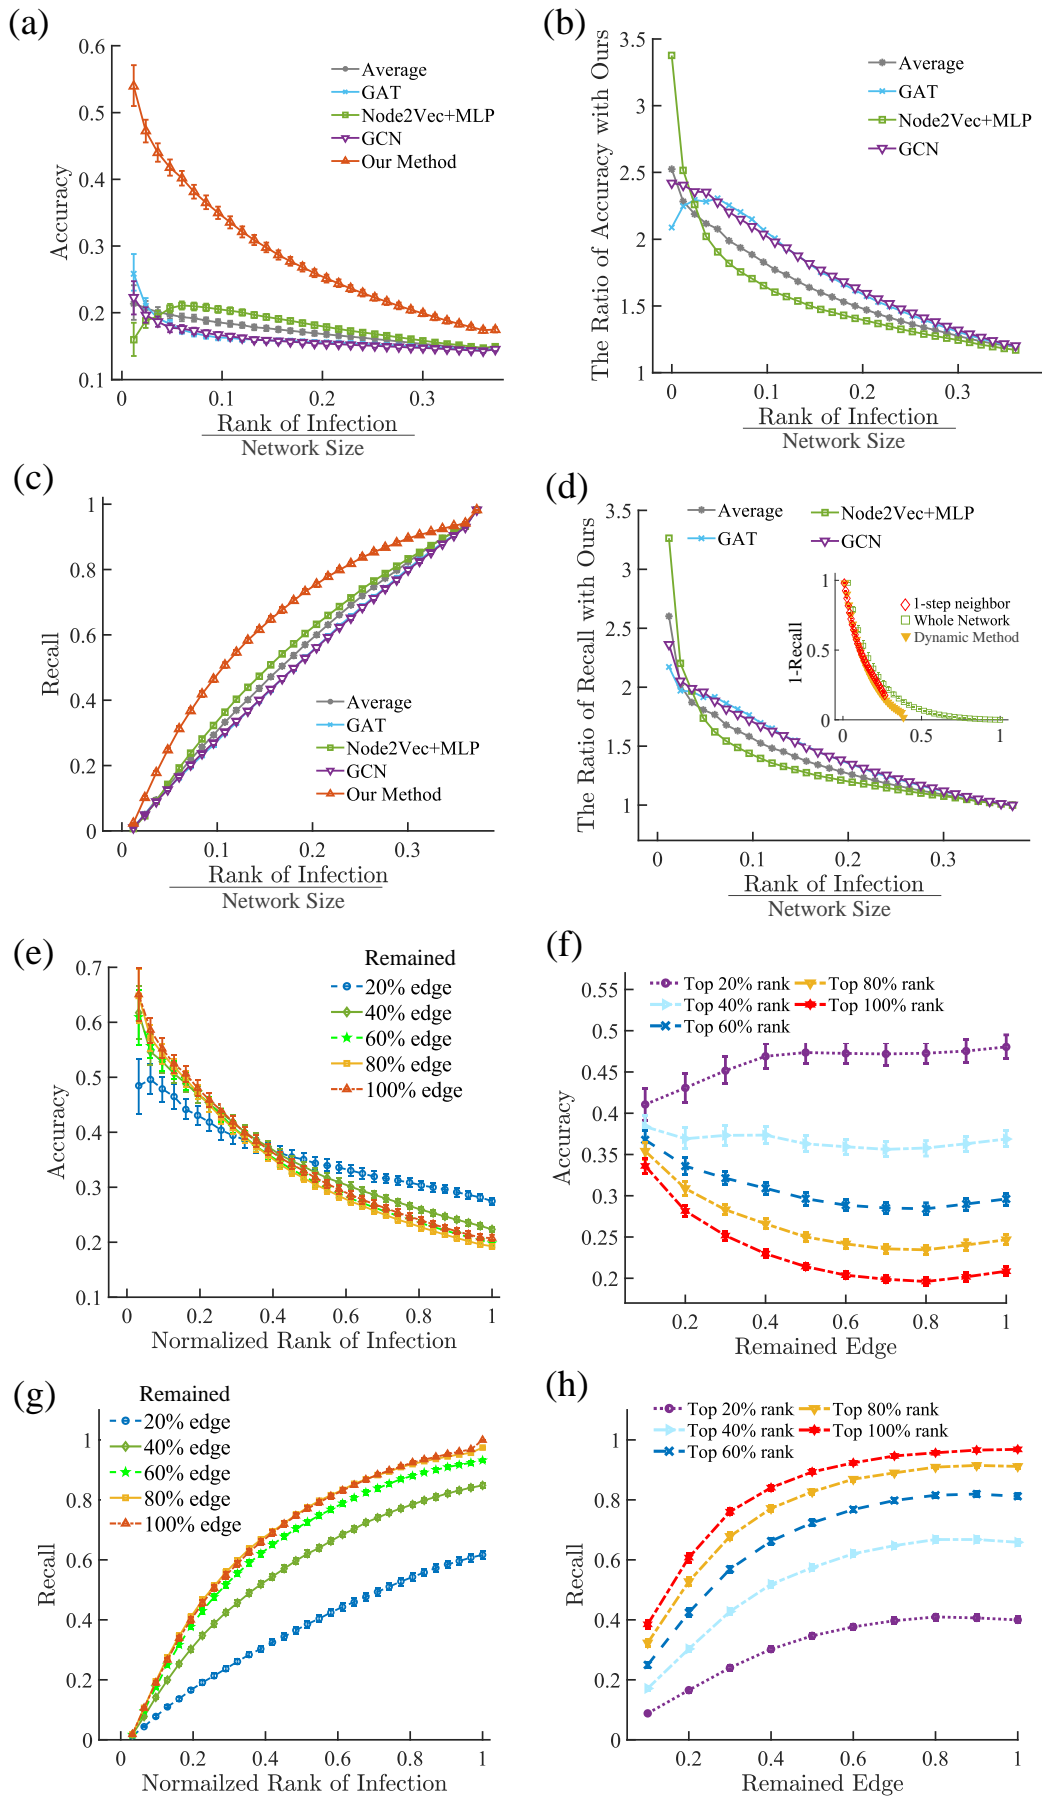 (a)
0.6
0.5
0.4
0.3
0.2
0.1
0
0.1
0.2
0.3
Accuracy
Average
GAT
Node2Vec+MLP
GCN
Our Method
Rank of Infection
Network Size
(b)
3.5
3
2.5
2
1.5
1
0
0.1
0.2
0.3
The Ratio of Accuracy with Ours
Average
GAT
Node2Vec+MLP
GCN
Rank of Infection
Network Size
(c)
1
0.8
0.6
0.4
0.2
0
0
0.1
0.2
0.3
Recall
Average
GAT
Node2Vec+MLP
GCN
Our Method
Rank of Infection
Network Size
(d)
3.5
3
2.5
2
1.5
1
0
0.1
0.2
0.3
The Ratio of Recall with Ours
Average
GAT
Node2Vec+MLP
GCN
1
0.5
0
0
0.5
1
1-Recall
1-step neighbor
Whole Network
Dynamic Method
Rank of Infection
Network Size
(e)
0.7
0.6
0.5
0.4
0.3
0.2
0.1
0
0.2
0.4
0.6
0.8
1
Accuracy
Remained
20% edge
40% edge
60% edge
80% edge
100% edge
Normalized Rank of Infection
(f)
0.55
0.5
0.45
0.4
0.35
0.3
0.25
0.2
0.2
0.4
0.6
0.8
1
Accuracy
Top 20% rank
Top 40% rank
Top 60% rank
Top 80% rank
Top 100% rank
Remained Edge
(g)
1
0.8
0.6
0.4
0.2
0
0
0.2
0.4
0.6
0.8
1
Recall
Remained
20% edge
40% edge
60% edge
80% edge
100% edge
Normailzed Rank of Infection
(h)
1
0.8
0.6
0.4
0.2
0
0.2
0.4
0.6
0.8
1
Recall
Top 20% rank
Top 40% rank
Top 60% rank
Top 80% rank
Top 100% rank
Remained Edge